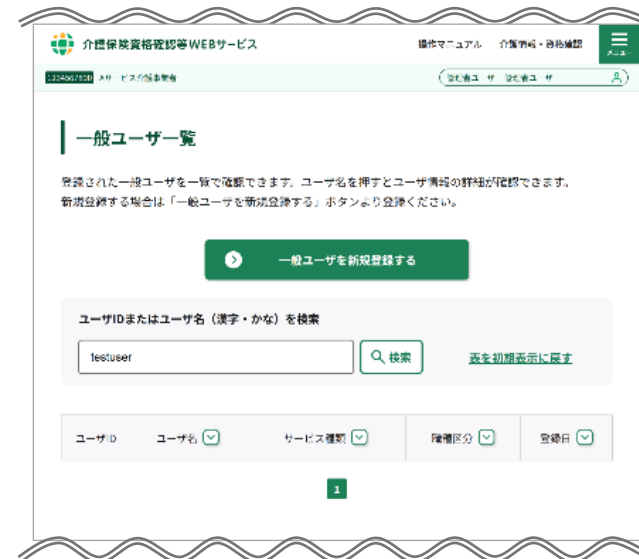 介護保険資格確認等WEBサービス
操作マニュアル 介護情報・資格確認
メニュー
1234567890
一般ユーザ一覧
登録された一般ユーザを一覧で確認できます。ユーザ名を押すとユーザ情報の詳細が確認できます。
新規登録する場合は「一般ユーザを新規登録する」ボタンより登録ください。
一般ユーザを新規登録する
ユーザIDまたはユーザ名（漢字・かな）を検索
testuser
検索
表を初期表示に戻す
ユーザID ユーザ名 サービス種類 職種区分 登録日
1